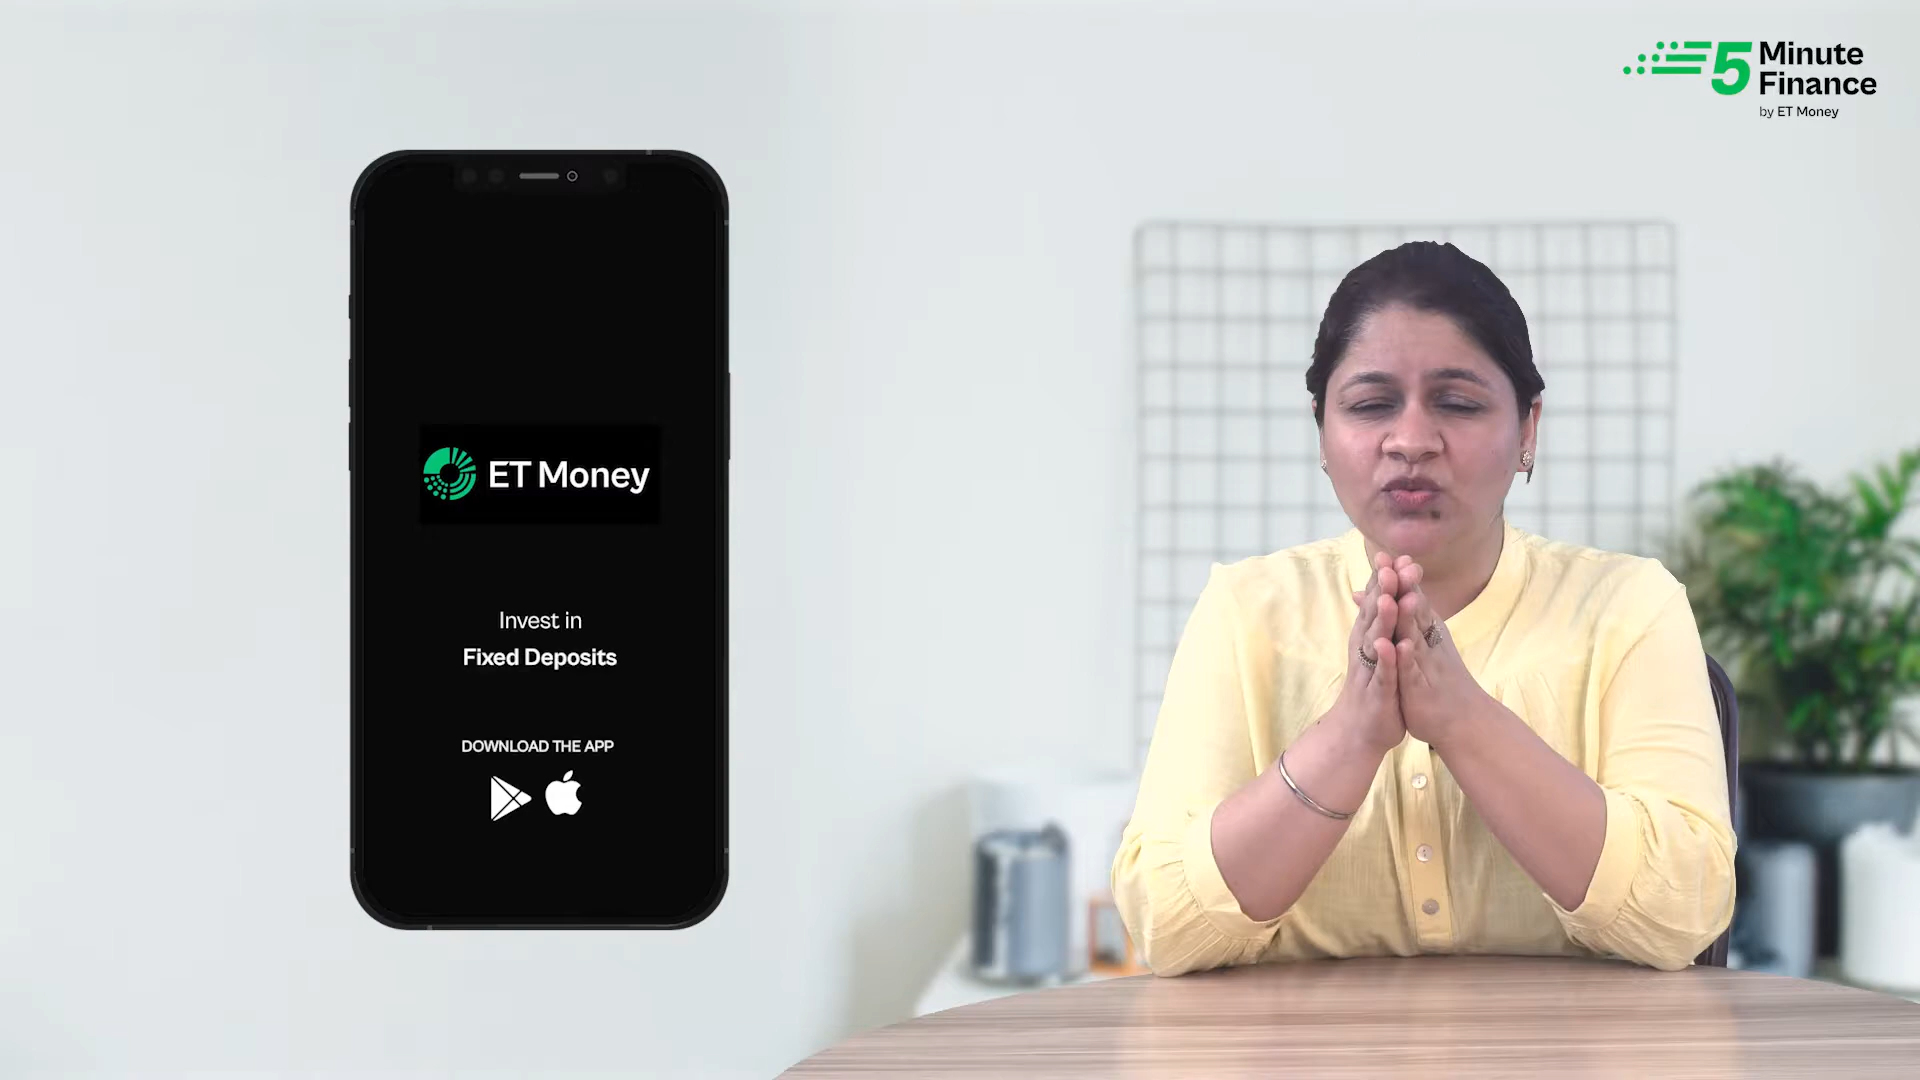 5 Minute
Finance
by ET Money
ET Money
Invest in
Fixed Deposits
DOWNLOAD THE APP